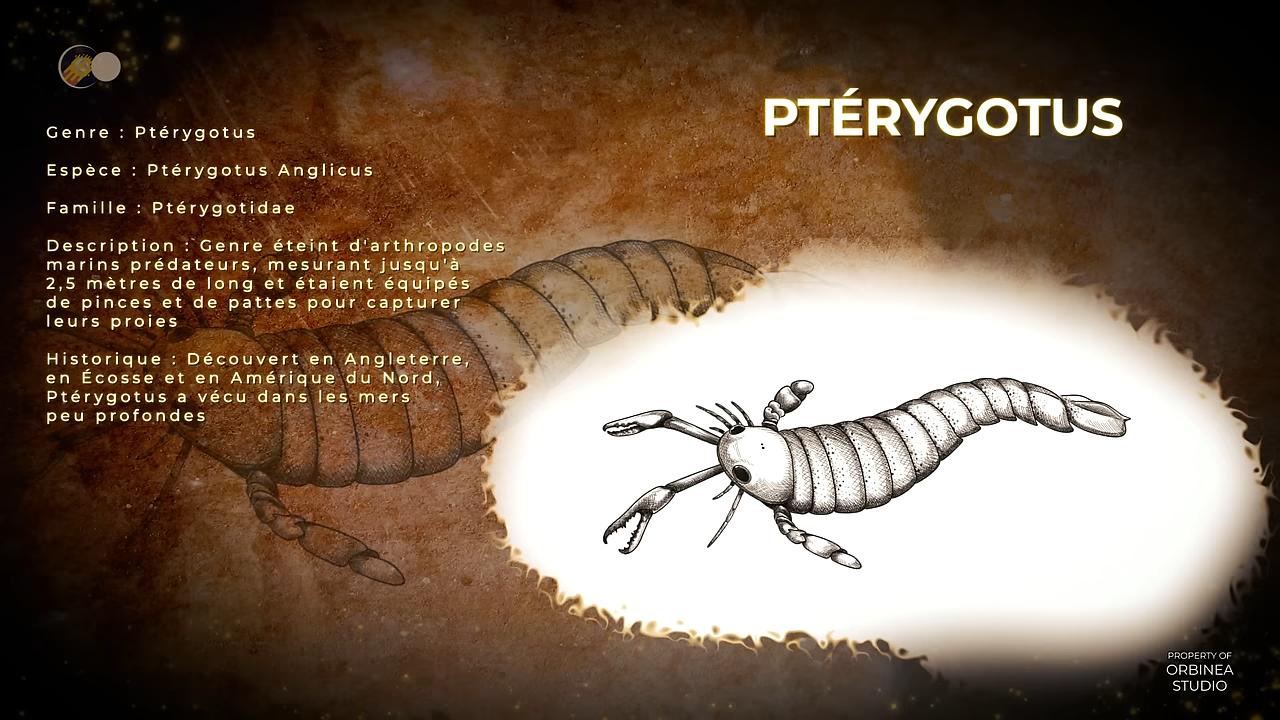 PTÉRYGOTUS
Genre : Ptérygotus
Espèce : Ptérygotus Anglicus
Famille : Ptérygotidae
Description : Genre éteint d'arthropodes
marins prédateurs, mesurant jusqu'à
2,5 mètres de long et étaient équipés
de pinces et de pattes pour capturer
leurs proies
Historique : Découvert en Angleterre,
en Écosse et en Amérique du Nord,
Ptérygotus a vécu dans les mers
peu profondes
PROPERTY OF
ORBINEA
STUDIO